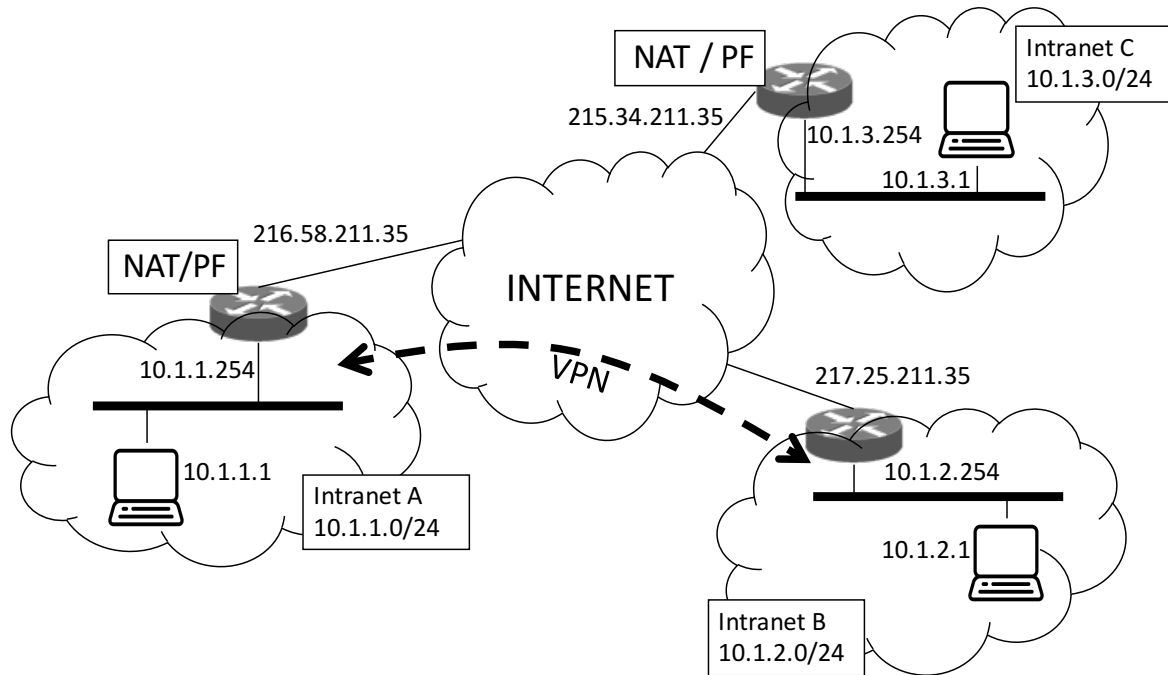 NAT / PF
Intranet C
10.1.3.0/24
215.34.211.35
10.1.3.254
10.1.3.1
216.58.211.35
NAT/PF
INTERNET
10.1.1.254
VPN
217.25.211.35
10.1.1.1
10.1.2.254
Intranet A
10.1.1.0/24
10.1.2.1
Intranet B
10.1.2.0/24